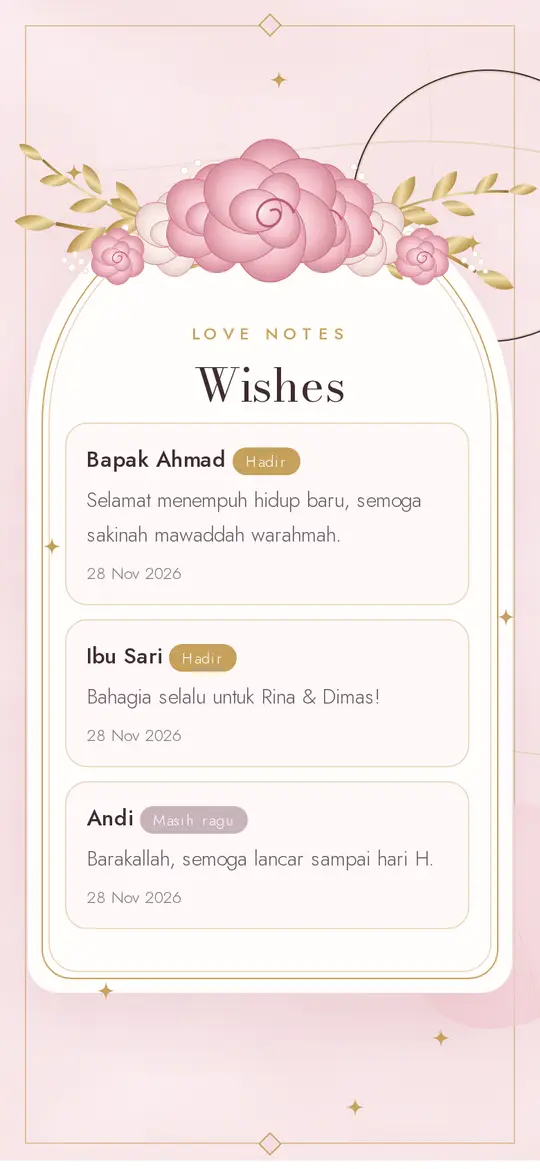 LOVE NOTES
Wishes
Bapak Ahmad Hadir
Selamat menempuh hidup baru, semoga
sakinah mawaddah warahmah.
28 Nov 2026
Ibu Sari Hadir
Bahagia selalu untuk Rina & Dimas!
28 Nov 2026
Andi Masih ragu
Barakallah, semoga lancar sampai hari H.
28 Nov 2026